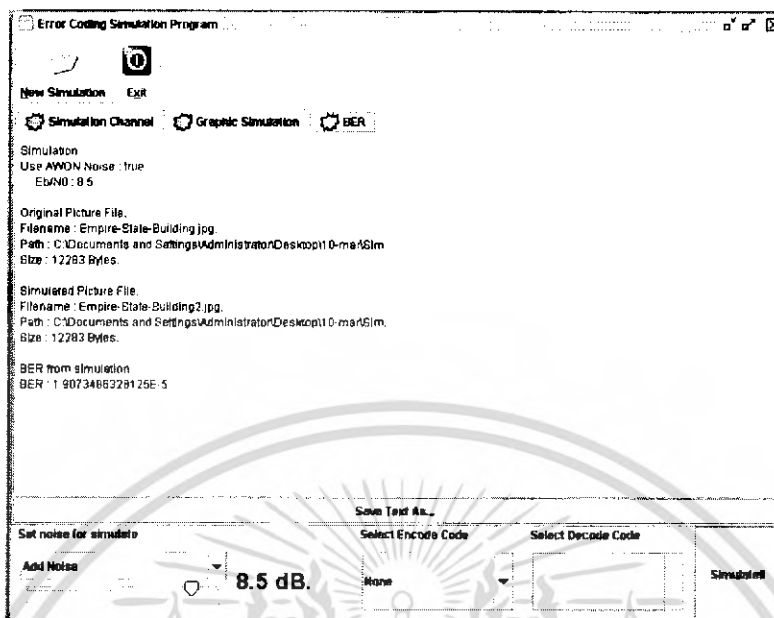 Error Coding Simulation Program
New Simulation Exit
Simulation Channel Graphic Simulation BER
Simulation
Use AWGN Noise : true
Eb/N0 : 8.5
Original Picture File.
Filename : Empire-State-Building.jpg.
Path : C:\Documents and Settings\Administrator\Desktop\10-mar\Sim
Size : 12283 Bytes.
Simulated Picture File.
Filename : Empire-State-Building2.jpg.
Path : C:\Documents and Settings\Administrator\Desktop\10-mar\Sim.
Size : 12283 Bytes.
BER from simulation
BER : 1.9073486328125E-5
Save Text As...
Set noise for simulate Select Encode Code Select Decode Code
Add Noise 8.5 dB. None Simulated!